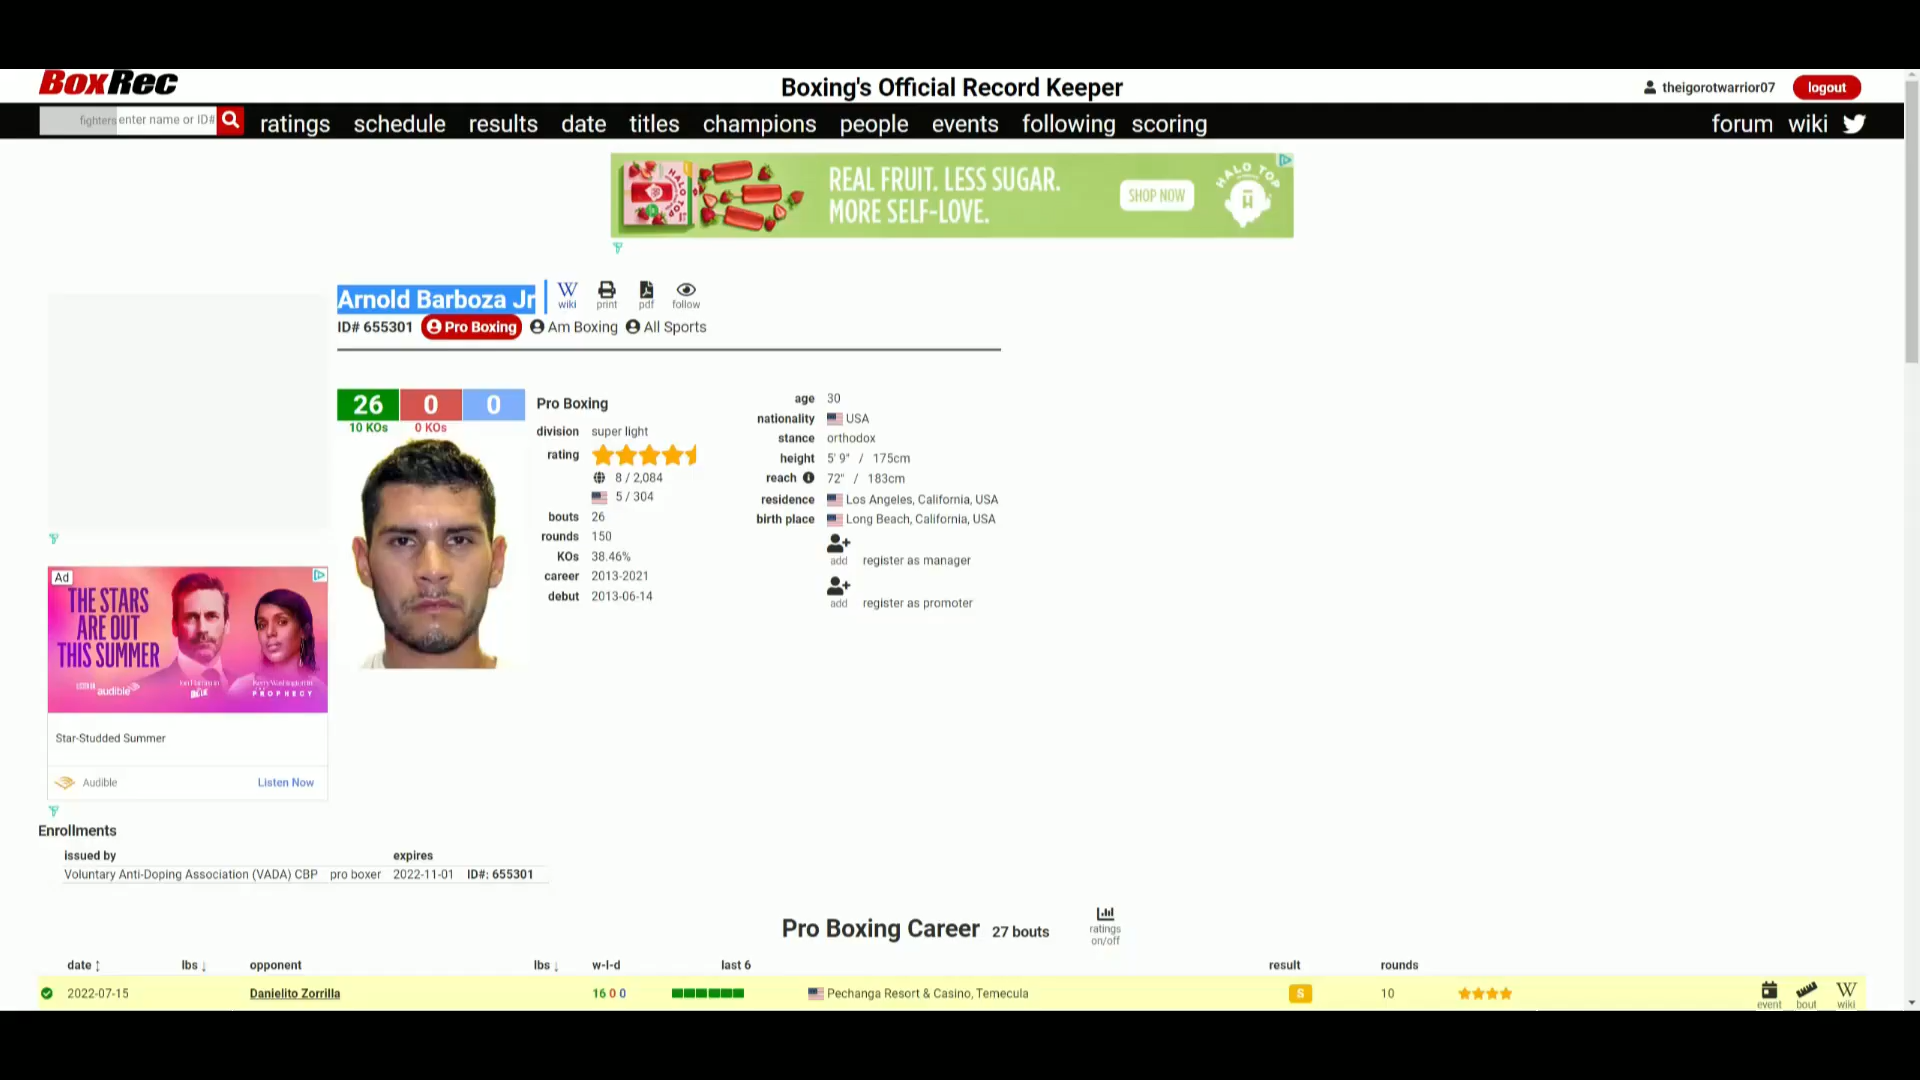 BoxRec
Boxing's Official Record Keeper
theigorotwarrior07
logout
fighters
enter name or ID#
ratings schedule results date titles champions people events following scoring
forum wiki
REAL FRUIT. LESS SUGAR.
MORE SELF-LOVE.
SHOP NOW
HALO TOP
Arnold Barboza Jr
wiki print pdf follow
ID# 655301 Pro Boxing Am Boxing All Sports
26 0 0
10 KOs 0 KOs
Pro Boxing
division super light
rating
8 / 2,084
5 / 304
bouts 26
rounds 150
KOs 38.46%
career 2013-2021
debut 2013-06-14
age 30
nationality USA
stance orthodox
height 5' 9" / 175cm
reach 72" / 183cm
residence Los Angeles, California, USA
birth place Long Beach, California, USA
add register as manager
add register as promoter
Ad
THE STARS
ARE OUT
THIS SUMMER
audible
PROPHECY
Star-Studded Summer
Audible Listen Now
Enrollments
issued by expires
Voluntary Anti-Doping Association (VADA) CBP pro boxer 2022-11-01 ID#: 655301
Pro Boxing Career 27 bouts
ratings
on/off
date lbs opponent lbs w-l-d last 6 result rounds
2022-07-15 Danielito Zorrilla 16 0 0 Pechanga Resort & Casino, Temecula S 10
event bout wiki